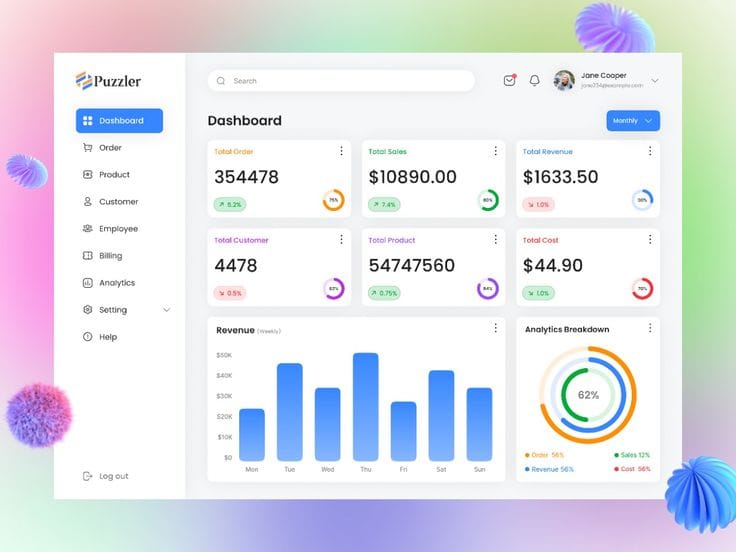 Puzzler
Search
Jane Cooper
Dashboard
Order
Product
Customer
Employee
Billing
Analytics
Setting
Help
Log out
Dashboard
Monthly
Total Order
354478
5.2%
75%
Total Sales
$10890.00
7.4%
80%
Total Revenue
$1633.50
1.0%
30%
Total Customer
4478
0.5%
63%
Total Product
54747560
0.75%
84%
Total Cost
$44.90
1.0%
70%
Revenue (Weekly)
$50K
$40K
$30K
$20K
$10K
$0
Mon Tue Wed Thu Fri Sat Sun
Analytics Breakdown
62%
Order 56% Sales 12%
Revenue 56% Cost 56%